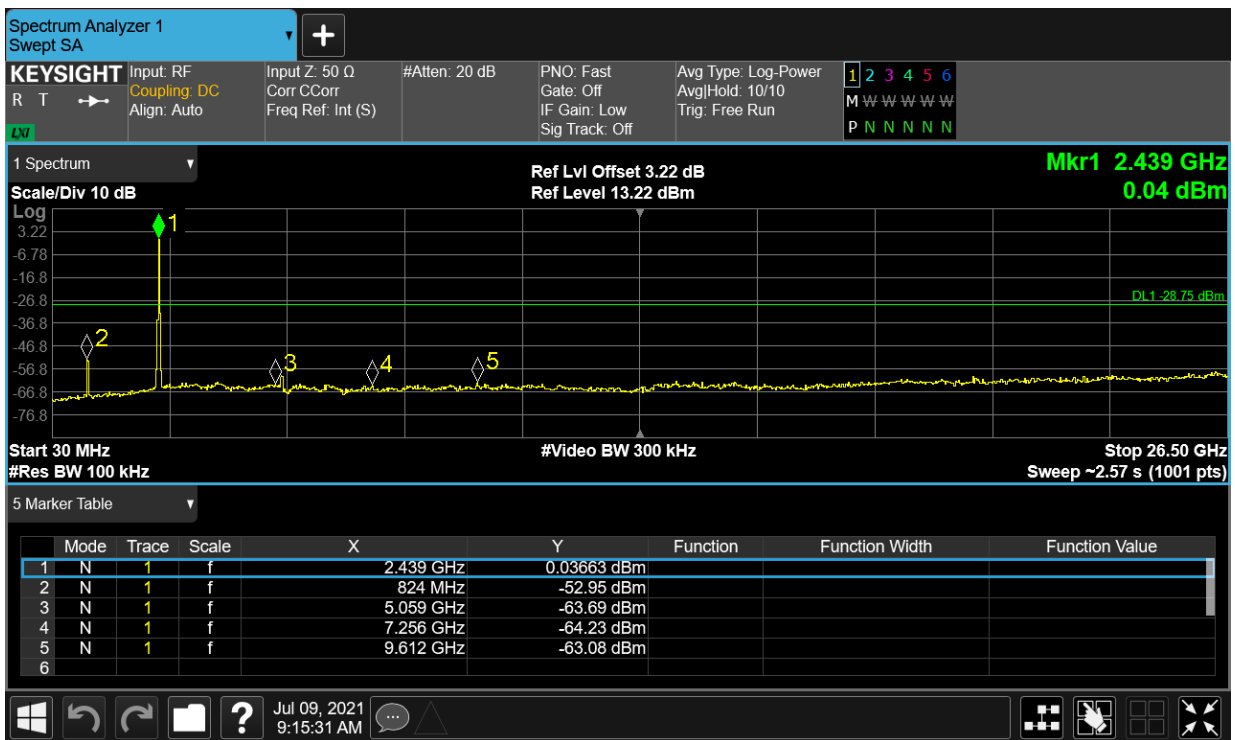 Spectrum Analyzer 1
Swept SA
KEYSIGHT
R T
LXI
Input: RF
Coupling: DC
Align: Auto
Input Z: 50 Ω
Corr CCorr
Freq Ref: Int (S)
#Atten: 20 dB
PNO: Fast
Gate: Off
IF Gain: Low
Sig Track: Off
Avg Type: Log-Power
Avg|Hold: 10/10
Trig: Free Run
1 2 3 4 5 6
M W W W W W
P N N N N N
1 Spectrum
Scale/Div 10 dB
Ref Lvl Offset 3.22 dB
Ref Level 13.22 dBm
Mkr1 2.439 GHz
0.04 dBm
Log
3.22
-6.78
-16.8
-26.8
-36.8
-46.8
-56.8
-66.8
-76.8
1
2
3
4
5
DL1 -28.75 dBm
Start 30 MHz
#Res BW 100 kHz
#Video BW 300 kHz
Stop 26.50 GHz
Sweep ~2.57 s (1001 pts)
5 Marker Table
Mode Trace Scale X Y Function Function Width Function Value
1 N 1 f 2.439 GHz 0.03663 dBm
2 N 1 f 824 MHz -52.95 dBm
3 N 1 f 5.059 GHz -63.69 dBm
4 N 1 f 7.256 GHz -64.23 dBm
5 N 1 f 9.612 GHz -63.08 dBm
6
?
Jul 09, 2021
9:15:31 AM